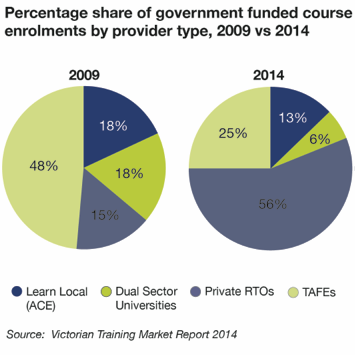 Percentage share of government funded course
enrolments by provider type, 2009 vs 2014
2009
18%
18%
15%
48%
2014
13%
6%
56%
25%
Learn Local (ACE)
Dual Sector Universities
Private RTOs
TAFEs
Source: Victorian Training Market Report 2014